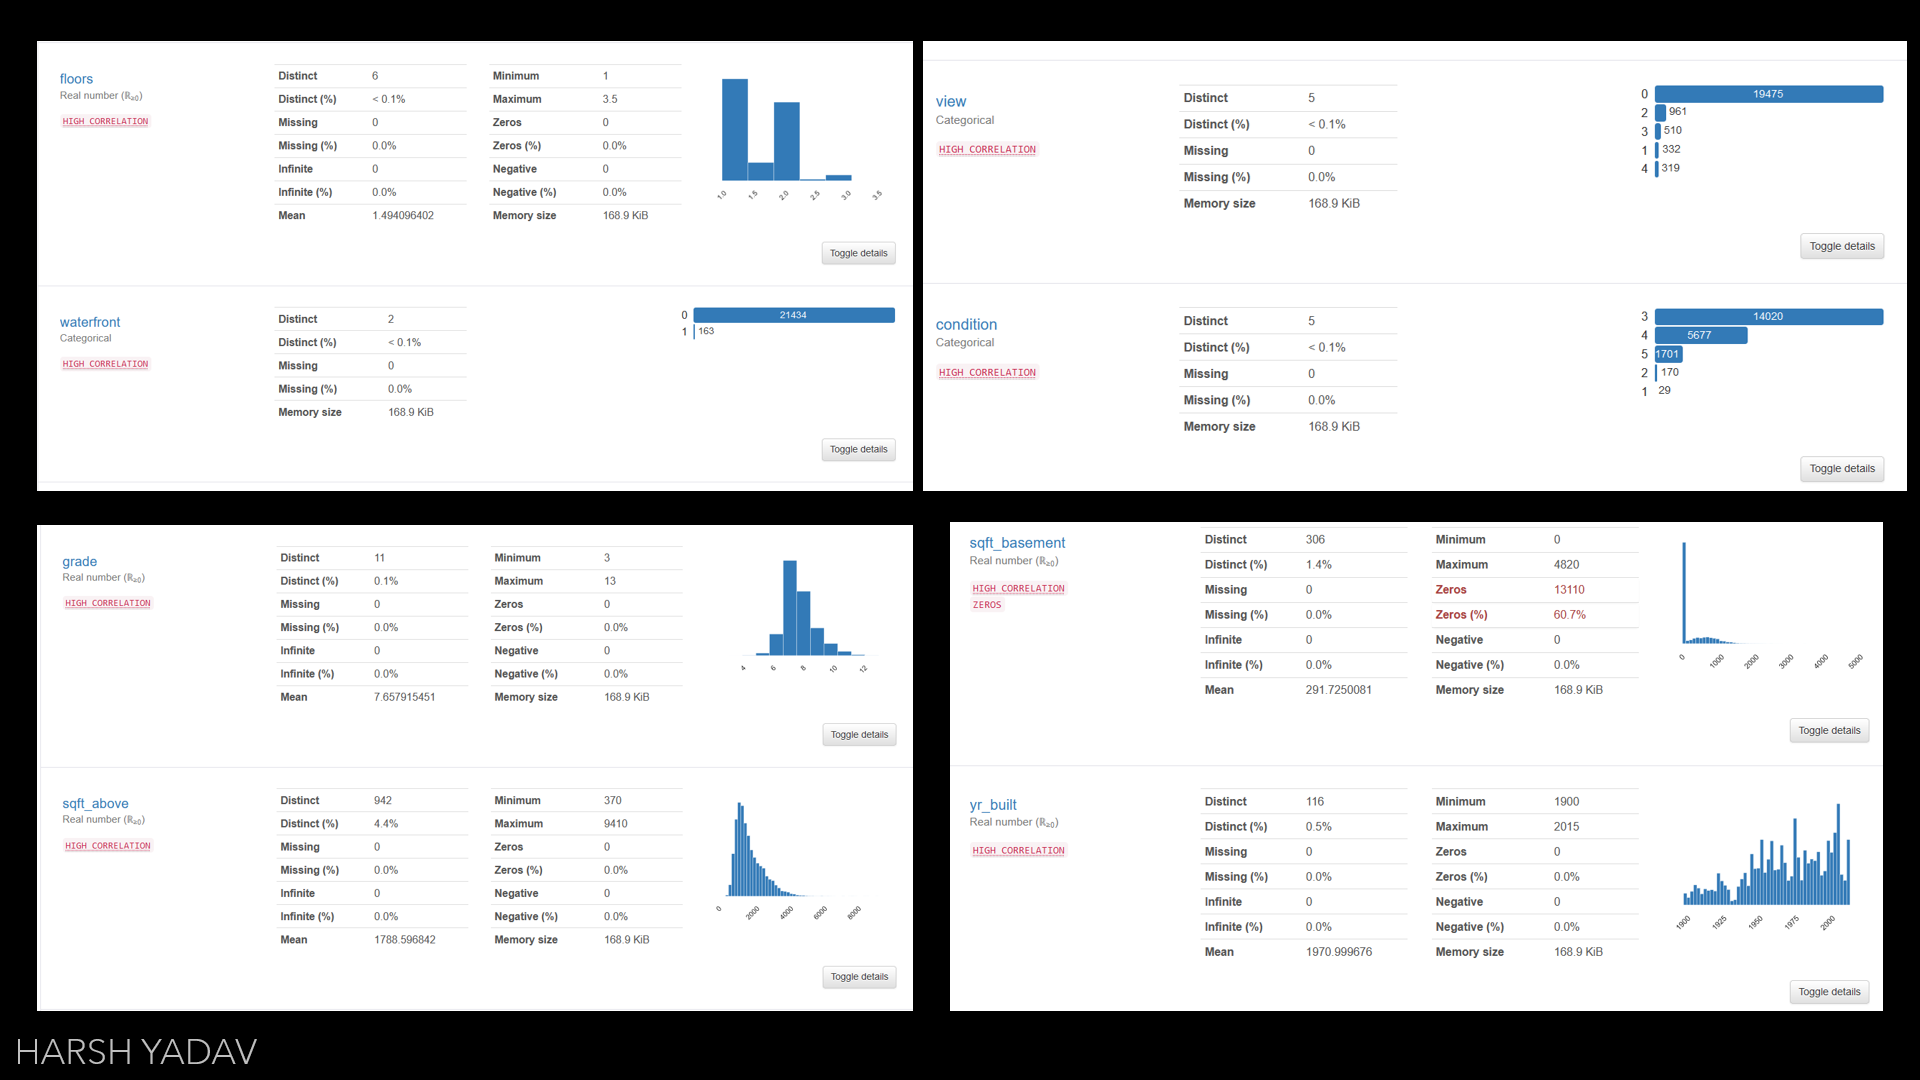 floors
Real number (ℝ≥0)
HIGH CORRELATION
Distinct 6
Distinct (%) < 0.1%
Missing 0
Missing (%) 0.0%
Infinite 0
Infinite (%) 0.0%
Mean 1.494096402
Minimum 1
Maximum 3.5
Zeros 0
Zeros (%) 0.0%
Negative 0
Negative (%) 0.0%
Memory size 168.9 KiB
1.0 1.5 2.0 2.5 3.0 3.5
Toggle details
waterfront
Categorical
HIGH CORRELATION
Distinct 2
Distinct (%) < 0.1%
Missing 0
Missing (%) 0.0%
Memory size 168.9 KiB
0 21434
1 163
Toggle details
view
Categorical
HIGH CORRELATION
Distinct 5
Distinct (%) < 0.1%
Missing 0
Missing (%) 0.0%
Memory size 168.9 KiB
0 19475
2 961
3 510
1 332
4 319
Toggle details
condition
Categorical
HIGH CORRELATION
Distinct 5
Distinct (%) < 0.1%
Missing 0
Missing (%) 0.0%
Memory size 168.9 KiB
3 14020
4 5677
5 1701
2 170
1 29
Toggle details
grade
Real number (ℝ≥0)
HIGH CORRELATION
Distinct 11
Distinct (%) 0.1%
Missing 0
Missing (%) 0.0%
Infinite 0
Infinite (%) 0.0%
Mean 7.657915451
Minimum 3
Maximum 13
Zeros 0
Zeros (%) 0.0%
Negative 0
Negative (%) 0.0%
Memory size 168.9 KiB
4 6 8 10 12
Toggle details
sqft_above
Real number (ℝ≥0)
HIGH CORRELATION
Distinct 942
Distinct (%) 4.4%
Missing 0
Missing (%) 0.0%
Infinite 0
Infinite (%) 0.0%
Mean 1788.596842
Minimum 370
Maximum 9410
Zeros 0
Zeros (%) 0.0%
Negative 0
Negative (%) 0.0%
Memory size 168.9 KiB
0 2000 4000 6000 8000
Toggle details
sqft_basement
Real number (ℝ≥0)
HIGH CORRELATION
ZEROS
Distinct 306
Distinct (%) 1.4%
Missing 0
Missing (%) 0.0%
Infinite 0
Infinite (%) 0.0%
Mean 291.7250081
Minimum 0
Maximum 4820
Zeros 13110
Zeros (%) 60.7%
Negative 0
Negative (%) 0.0%
Memory size 168.9 KiB
0 1000 2000 3000 4000 5000
Toggle details
yr_built
Real number (ℝ≥0)
HIGH CORRELATION
Distinct 116
Distinct (%) 0.5%
Missing 0
Missing (%) 0.0%
Infinite 0
Infinite (%) 0.0%
Mean 1970.999676
Minimum 1900
Maximum 2015
Zeros 0
Zeros (%) 0.0%
Negative 0
Negative (%) 0.0%
Memory size 168.9 KiB
1900 1925 1950 1975 2000
Toggle details
HARSH YADAV